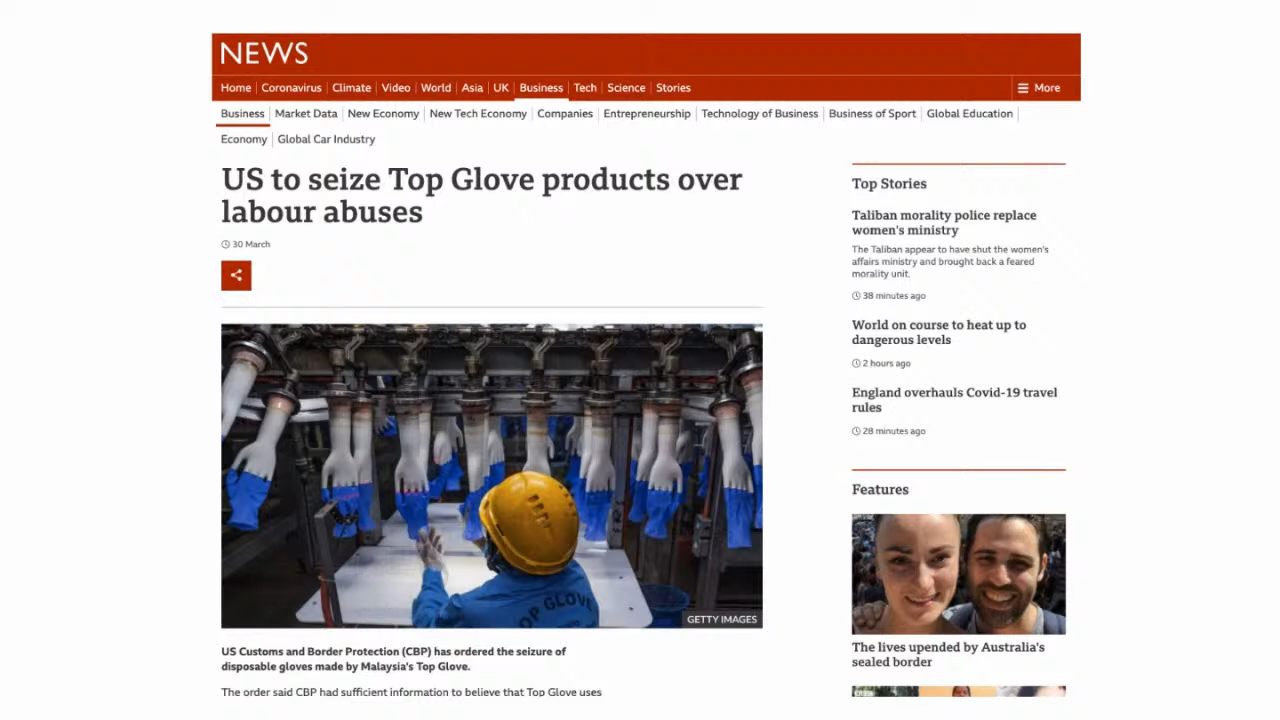 NEWS
Home
Coronavirus
Climate
Video
World
Asia
UK
Business
Tech
Science
Stories
More
Business
Market Data
New Economy
New Tech Economy
Companies
Entrepreneurship
Technology of Business
Business of Sport
Global Education
Economy
Global Car Industry
US to seize Top Glove products over
labour abuses
30 March
TOP GLOVE
GETTY IMAGES
US Customs and Border Protection (CBP) has ordered the seizure of
disposable gloves made by Malaysia's Top Glove.
The order said CBP had sufficient information to believe that Top Glove uses
Top Stories
Taliban morality police replace
women's ministry
The Taliban appear to have shut the women's
affairs ministry and brought back a feared
morality unit.
38 minutes ago
World on course to heat up to
dangerous levels
2 hours ago
England overhauls Covid-19 travel
rules
28 minutes ago
Features
The lives upended by Australia's
sealed border